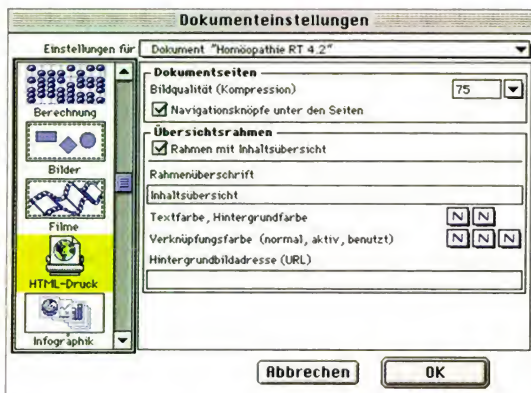 Dokumenteinstellungen
Einstellungen für Dokument "Homöopathie RT 4.2"
Berechnung
Bilder
Filme
HTML-Druck
Infographik
Dokumentseiten
Bildqualität (Kompression) 75
Navigationsknöpfe unter den Seiten
Übersichtsrahmen
Rahmen mit Inhaltsübersicht
Rahmenüberschrift
Inhaltsübersicht
Textfarbe, Hintergrundfarbe N N
Verknüpfungsfarbe (normal, aktiv, benutzt) N N N
Hintergrundbildadresse (URL)
Abbrechen OK